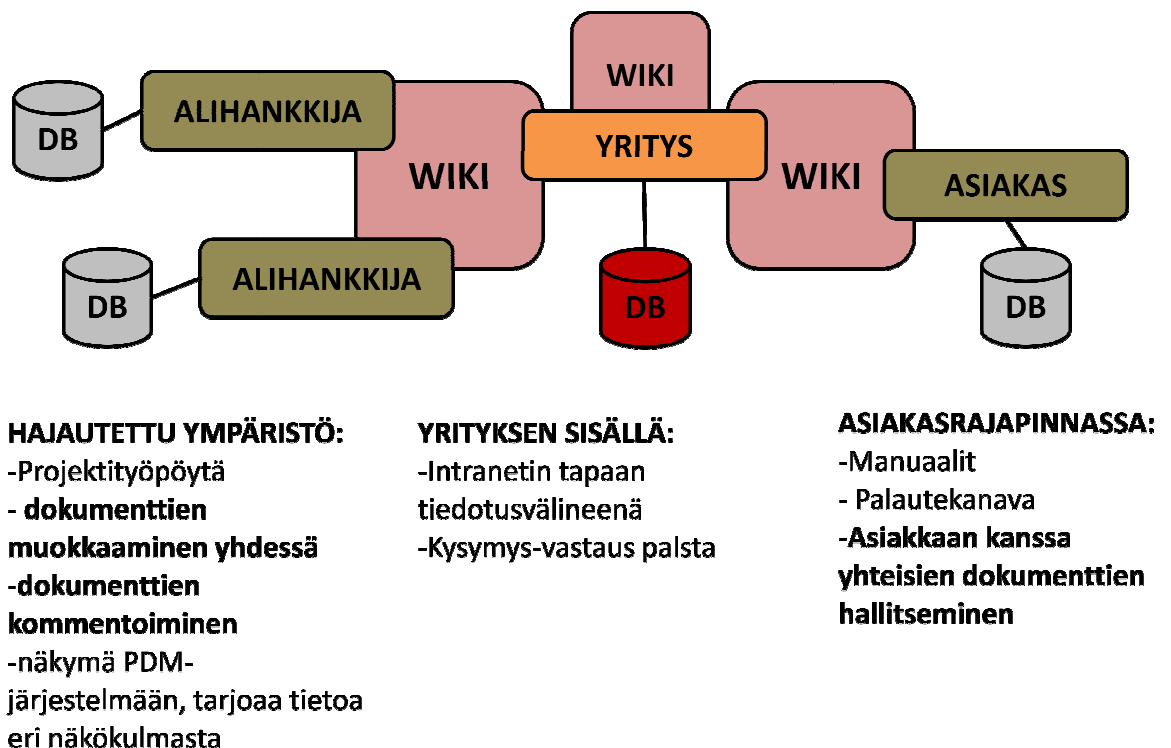 WIKI
ALIHANKKIJA
DB
YRITYS
WIKI
WIKI
ASIAKAS
ALIHANKKIJA
DB
DB
DB
HAJAUTETTU YMPÄRISTÖ:
-Projektityöpöytä
- dokumenttien
muokkaaminen yhdessä
-dokumenttien
kommentoiminen
-näkymä PDM-
järjestelmään, tarjoaa tietoa
eri näkökulmasta
YRITYKSEN SISÄLLÄ:
-Intranetin tapaan
tiedotusvälineenä
-Kysymys-vastaus palsta
ASIAKASRAJAPINNASSA:
-Manuaalit
- Palautekanava
-Asiakkaan kanssa
yhteisien dokumenttien
hallitseminen